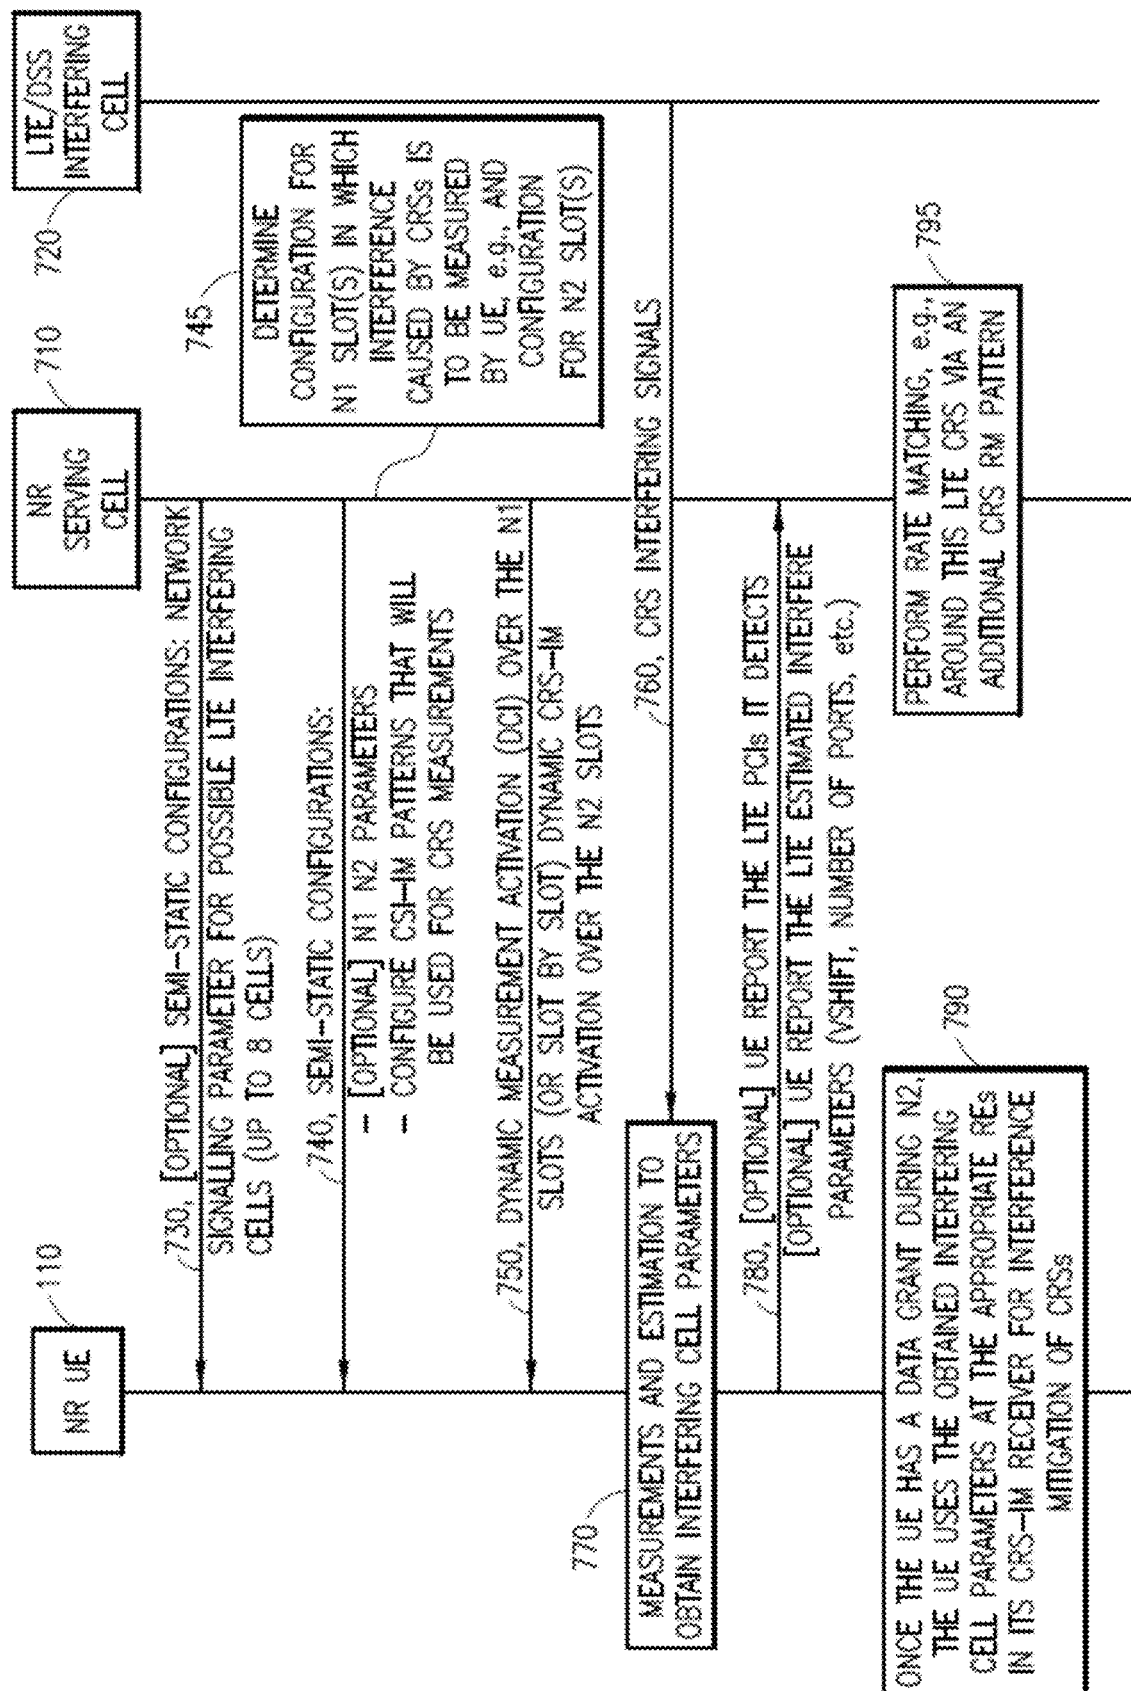 NR UE
110
NR
SERVING
CELL
710
LTE/DSS
INTERFERING
CELL
720
730, [OPTIONAL] SEMI-STATIC CONFIGURATIONS: NETWORK
SIGNALLING PARAMETER FOR POSSIBLE LTE INTERFERING
CELLS (UP TO 8 CELLS)
740, SEMI-STATIC CONFIGURATIONS:
- [OPTIONAL] N1 N2 PARAMETERS
- CONFIGURE CSI-IM PATTERNS THAT WILL
BE USED FOR CRS MEASUREMENTS
745
DETERMINE
CONFIGURATION FOR
N1 SLOT(S) IN WHICH
INTERFERENCE
CAUSED BY CRSs IS
TO BE MEASURED
BY UE, e.g., AND
CONFIGURATION
FOR N2 SLOT(S)
750, DYNAMIC MEASUREMENT ACTIVATION (DCI) OVER THE N1
SLOTS (OR SLOT BY SLOT) DYNAMIC CRS-IM
ACTIVATION OVER THE N2 SLOTS
760, CRS INTERFERING SIGNALS
770
MEASUREMENTS AND ESTIMATION TO
OBTAIN INTERFERING CELL PARAMETERS
780, [OPTIONAL] UE REPORT THE LTE PCIs IT DETECTS
[OPTIONAL] UE REPORT THE LTE ESTIMATED INTERFERE
PARAMETERS (VSHIFT, NUMBER OF PORTS, etc.)
790
ONCE THE UE HAS A DATA GRANT DURING N2,
THE UE USES THE OBTAINED INTERFERING
CELL PARAMETERS AT THE APPROPRIATE REs
IN ITS CRS-IM RECEIVER FOR INTERFERENCE
MITIGATION OF CRSs
795
PERFORM RATE MATCHING, e.g.,
AROUND THIS LTE CRS VIA AN
ADDITIONAL CRS RM PATTERN